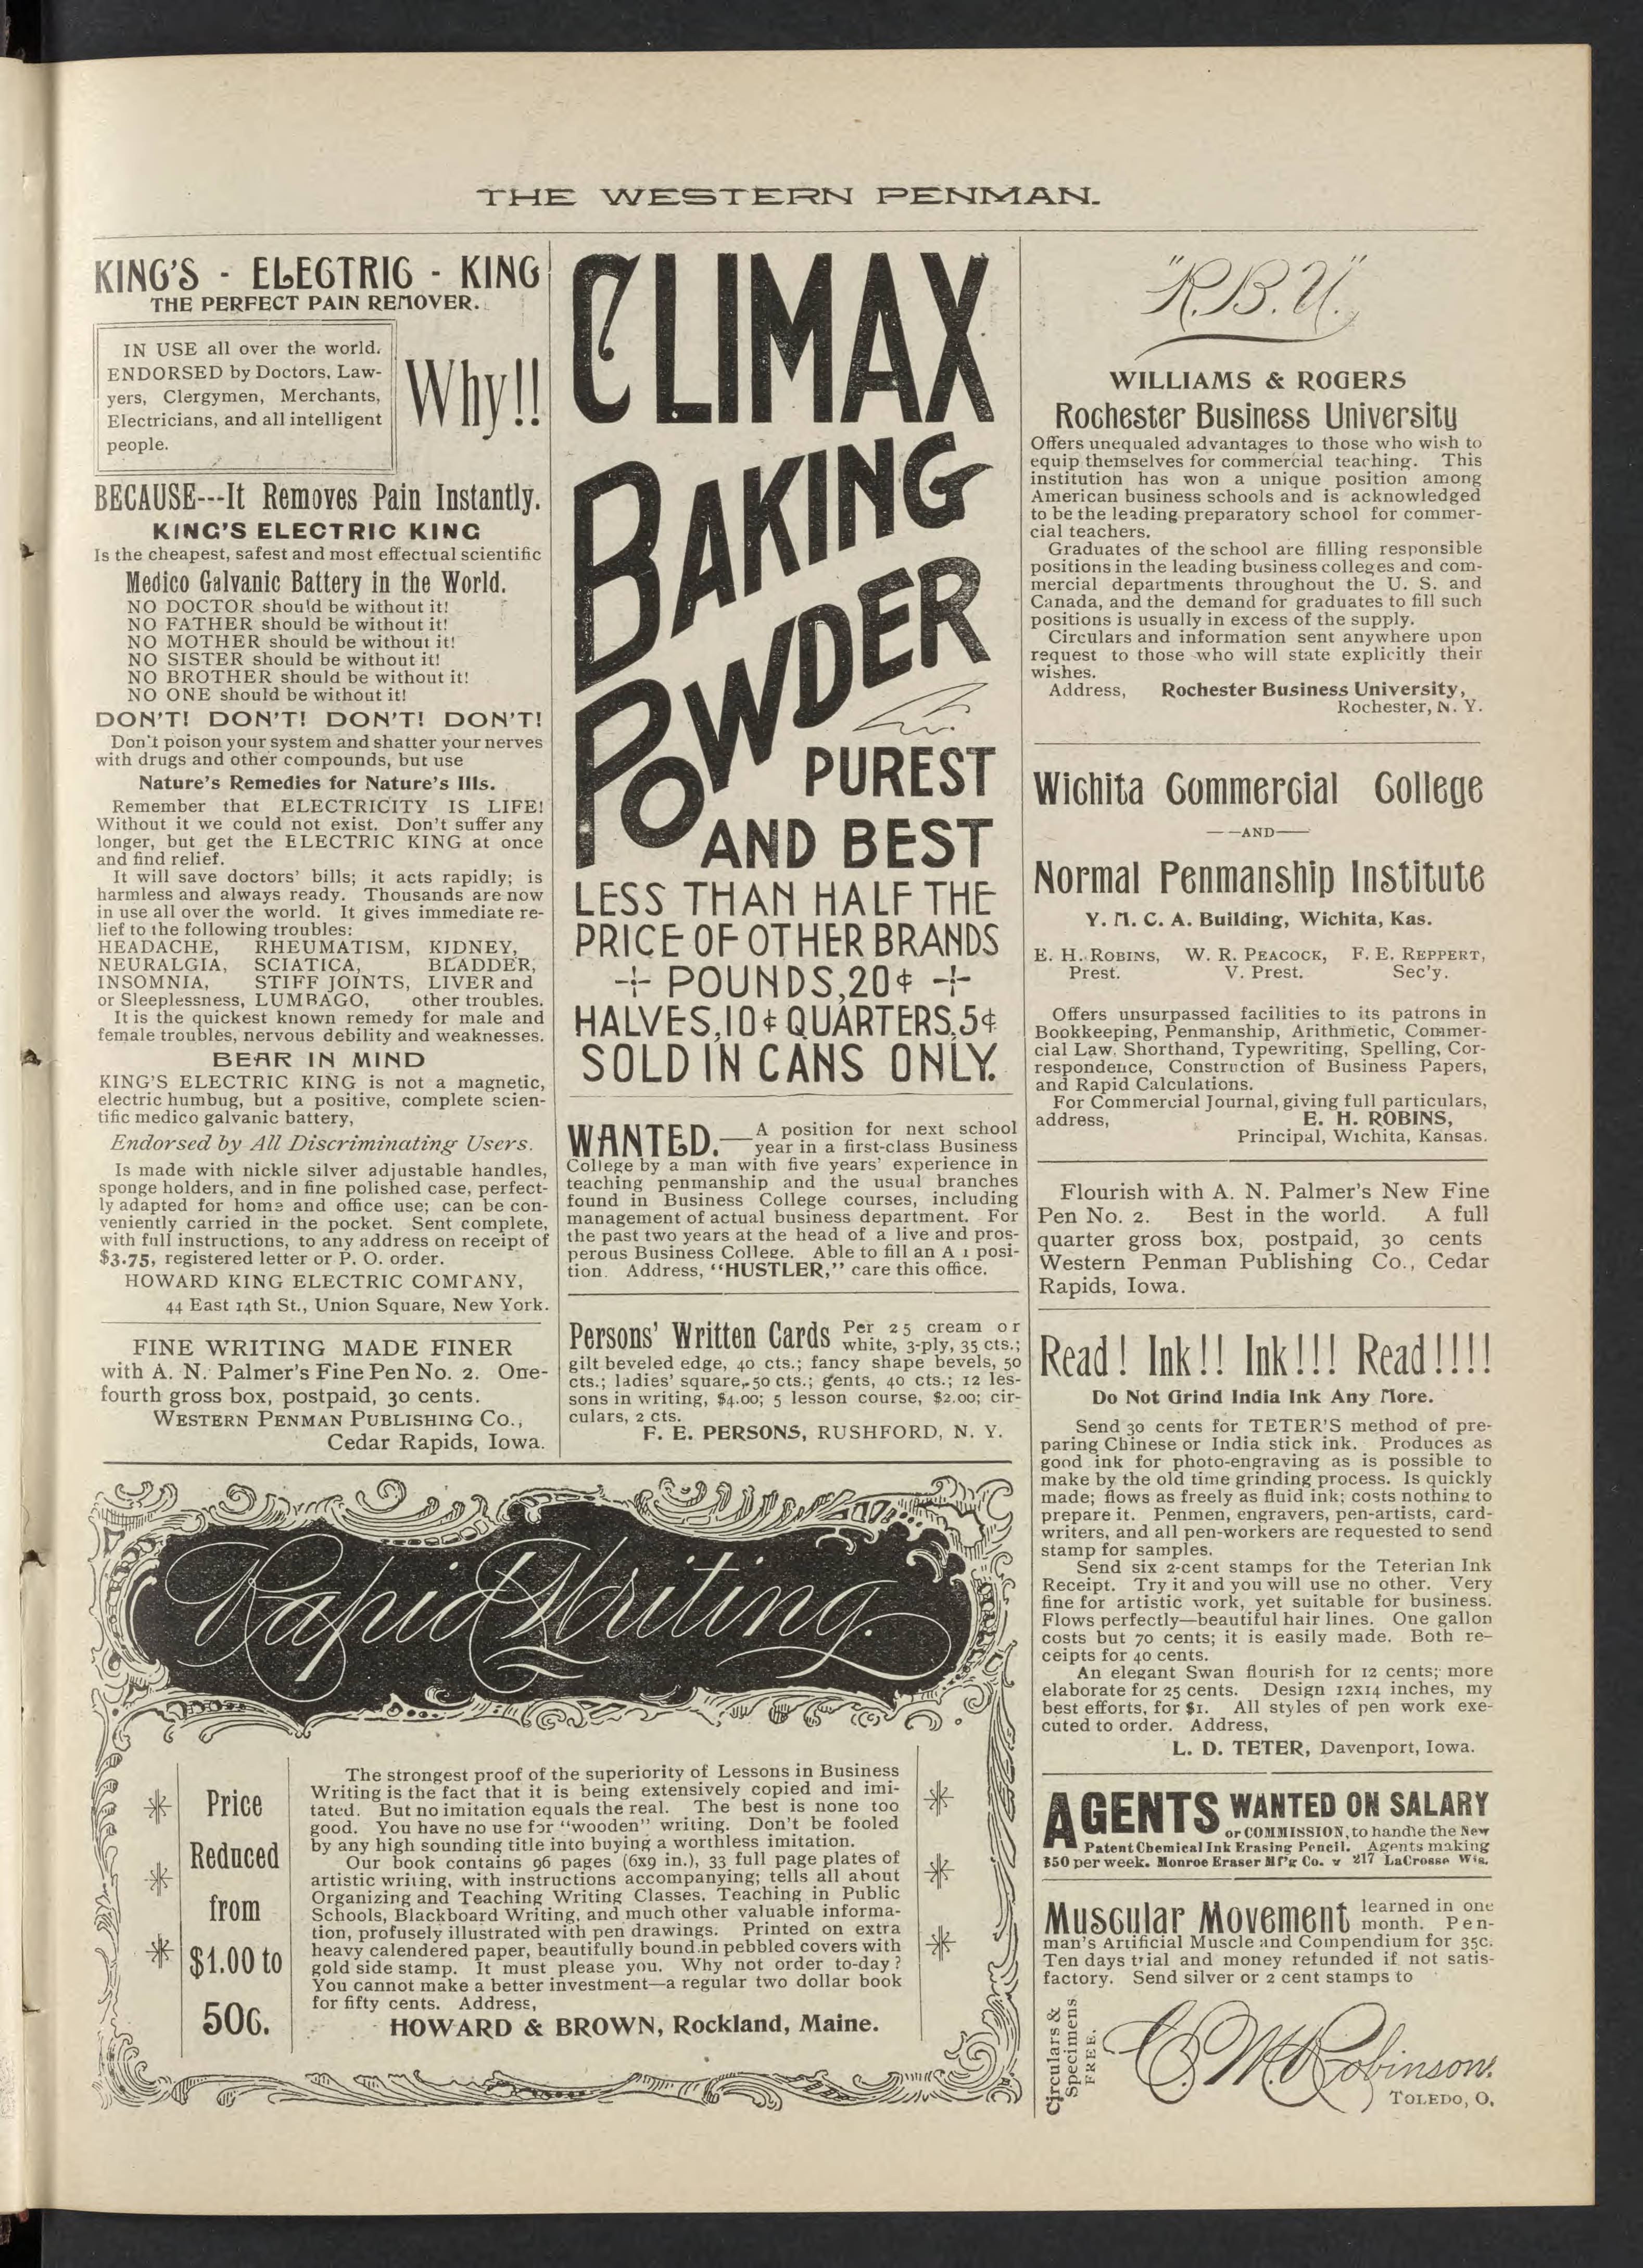 THE WESTERN PENMAN.
KING'S - ELECTRIC - KING
THE PERFECT PAIN REMOVER.
IN USE all over the world.
ENDORSED by Doctors, Law-
yers, Clergymen, Merchants,
Electricians, and all intelligent
people.
Why!!
BECAUSE---It Removes Pain Instantly.
KING'S ELECTRIC KING
Is the cheapest, safest and most effectual scientific
Medico Galvanic Battery in the World.
NO DOCTOR should be without it!
NO FATHER should be without it!
NO MOTHER should be without it!
NO SISTER should be without it!
NO BROTHER should be without it!
NO ONE should be without it!
DON'T! DON'T! DON'T! DON'T!
Don't poison your system and shatter your nerves
with drugs and other compounds, but use
Nature's Remedies for Nature's Ills.
Remember that ELECTRICITY IS LIFE!
Without it we could not exist. Don't suffer any
longer, but get the ELECTRIC KING at once
and find relief.
It will save doctors' bills; it acts rapidly; is
harmless and always ready. Thousands are now
in use all over the world. It gives immediate re-
lief to the following troubles:
HEADACHE, RHEUMATISM, KIDNEY,
NEURALGIA, SCIATICA, BLADDER,
INSOMNIA, STIFF JOINTS, LIVER and
or Sleeplessness, LUMBAGO, other troubles.
It is the quickest known remedy for male and
female troubles, nervous debility and weaknesses.
BEAR IN MIND
KING'S ELECTRIC KING is not a magnetic,
electric humbug, but a positive, complete scien-
tific medico galvanic battery,
Endorsed by All Discriminating Users.
Is made with nickle silver adjustable handles,
sponge holders, and in fine polished case, perfect-
ly adapted for home and office use; can be con-
veniently carried in the pocket. Sent complete,
with full instructions, to any address on receipt of
$3.75, registered letter or P. O. order.
HOWARD KING ELECTRIC COMPANY,
44 East 14th St., Union Square, New York.
FINE WRITING MADE FINER
with A. N. Palmer's Fine Pen No. 2. One-
fourth gross box, postpaid, 30 cents.
WESTERN PENMAN PUBLISHING CO.,
Cedar Rapids, Iowa.
CLIMAX
BAKING
POWDER
PUREST
AND BEST
LESS THAN HALF THE
PRICE OF OTHER BRANDS
POUNDS, 20¢
HALVES, 10¢ QUARTERS, 5¢
SOLD IN CANS ONLY.
WANTED.—A position for next school
year in a first-class Business
College by a man with five years' experience in
teaching penmanship and the usual branches
found in Business College courses, including
management of actual business department. For
the past two years at the head of a live and pros-
perous Business College. Able to fill an A 1 posi-
tion. Address, "HUSTLER," care this office.
Persons' Written Cards Per 25 cream or
white, 3-ply, 35 cts.;
gilt beveled edge, 40 cts.; fancy shape bevels, 50
cts.; ladies' square, 50 cts.; gents, 40 cts.; 12 les-
sons in writing, $4.00; 5 lesson course, $2.00; cir-
culars, 2 cts.
F. E. PERSONS, RUSHFORD, N. Y.
Rapid Writing.
Price
Reduced
from
$1.00 to
50c.
The strongest proof of the superiority of Lessons in Business
Writing is the fact that it is being extensively copied and imi-
tated. But no imitation equals the real. The best is none too
good. You have no use for "wooden" writing. Don't be fooled
by any high sounding title into buying a worthless imitation.
Our book contains 96 pages (6x9 in.), 33 full page plates of
artistic writing, with instructions accompanying; tells all about
Organizing and Teaching Writing Classes, Teaching in Public
Schools, Blackboard Writing, and much other valuable informa-
tion, profusely illustrated with pen drawings. Printed on extra
heavy calendered paper, beautifully bound in pebbled covers with
gold side stamp. It must please you. Why not order to-day?
You cannot make a better investment—a regular two dollar book
for fifty cents. Address,
HOWARD & BROWN, Rockland, Maine.
"R. B. U."
WILLIAMS & ROGERS
Rochester Business University
Offers unequaled advantages to those who wish to
equip themselves for commercial teaching. This
institution has won a unique position among
American business schools and is acknowledged
to be the leading preparatory school for commer-
cial teachers.
Graduates of the school are filling responsible
positions in the leading business colleges and com-
mercial departments throughout the U. S. and
Canada, and the demand for graduates to fill such
positions is usually in excess of the supply.
Circulars and information sent anywhere upon
request to those who will state explicitly their
wishes.
Address, Rochester Business University,
Rochester, N. Y.
Wichita Commercial College
—AND—
Normal Penmanship Institute
Y. M. C. A. Building, Wichita, Kas.
E. H. ROBINS, W. R. PEACOCK, F. E. REPPERT,
Prest. V. Prest. Sec'y.
Offers unsurpassed facilities to its patrons in
Bookkeeping, Penmanship, Arithmetic, Commer-
cial Law, Shorthand, Typewriting, Spelling, Cor-
respondence, Construction of Business Papers,
and Rapid Calculations.
For Commercial Journal, giving full particulars,
address, E. H. ROBINS,
Principal, Wichita, Kansas.
Flourish with A. N. Palmer's New Fine
Pen No. 2. Best in the world. A full
quarter gross box, postpaid, 30 cents
Western Penman Publishing Co., Cedar
Rapids, Iowa.
Read! Ink!! Ink!!! Read!!!!
Do Not Grind India Ink Any More.
Send 30 cents for TETER'S method of pre-
paring Chinese or India stick ink. Produces as
good ink for photo-engraving as is possible to
make by the old time grinding process. Is quickly
made; flows as freely as fluid ink; costs nothing to
prepare it. Penmen, engravers, pen-artists, card-
writers, and all pen-workers are requested to send
stamp for samples.
Send six 2-cent stamps for the Teterian Ink
Receipt. Try it and you will use no other. Very
fine for artistic work, yet suitable for business.
Flows perfectly—beautiful hair lines. One gallon
costs but 70 cents; it is easily made. Both re-
ceipts for 40 cents.
An elegant Swan flourish for 12 cents; more
elaborate for 25 cents. Design 12x14 inches, my
best efforts, for $1. All styles of pen work exe-
cuted to order. Address,
L. D. TETER, Davenport, Iowa.
AGENTS WANTED ON SALARY
or COMMISSION, to handle the New
Patent Chemical Ink Erasing Pencil. Agents making
$50 per week. Monroe Eraser Mf'g Co. 217 LaCrosse Wis.
Muscular Movement learned in one
month. Pen-
man's Artificial Muscle and Compendium for 35c.
Ten days trial and money refunded if not satis-
factory. Send silver or 2 cent stamps to
Circulars &
Specimens
FREE.
C. M. Robinson,
TOLEDO, O.